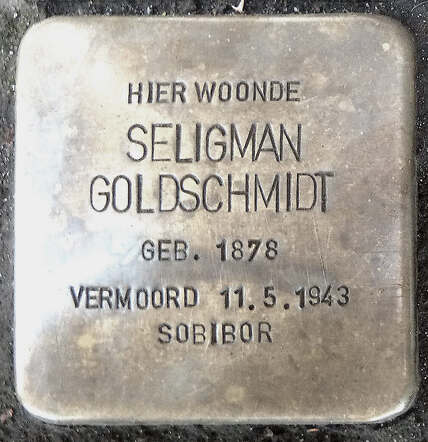 HIER WOONDE
SELIGMAN
GOLDSCHMIDT
GEB. 1878
VERMOORD 11.5.1943
SOBIBOR